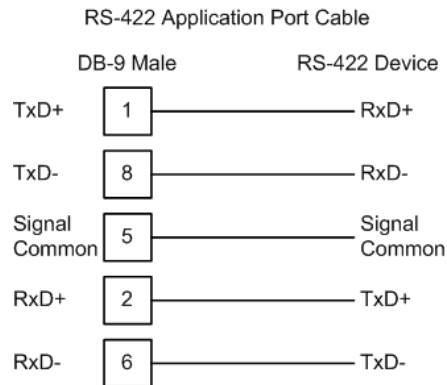 RS-422 Application Port Cable
DB-9 Male RS-422 Device
TxD+ 1 RxD+
TxD- 8 RxD-
Signal Common 5 Signal Common
RxD+ 2 TxD+
RxD- 6 TxD-